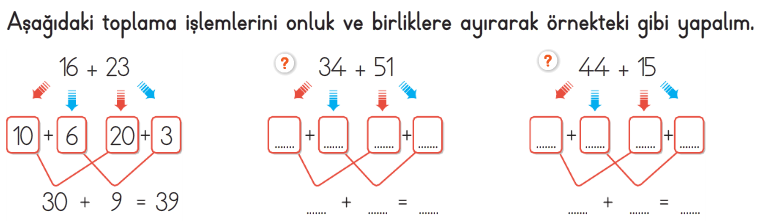 Aşağıdaki toplama işlemlerini onluk ve birliklere ayırarak örnekteki gibi yapalım.
16 + 23
10 + 6 20 + 3
30 + 9 = 39
? 34 + 51
...... + ...... ...... + ......
...... + ...... = ......
? 44 + 15
...... + ...... ...... + ......
...... + ...... = ......